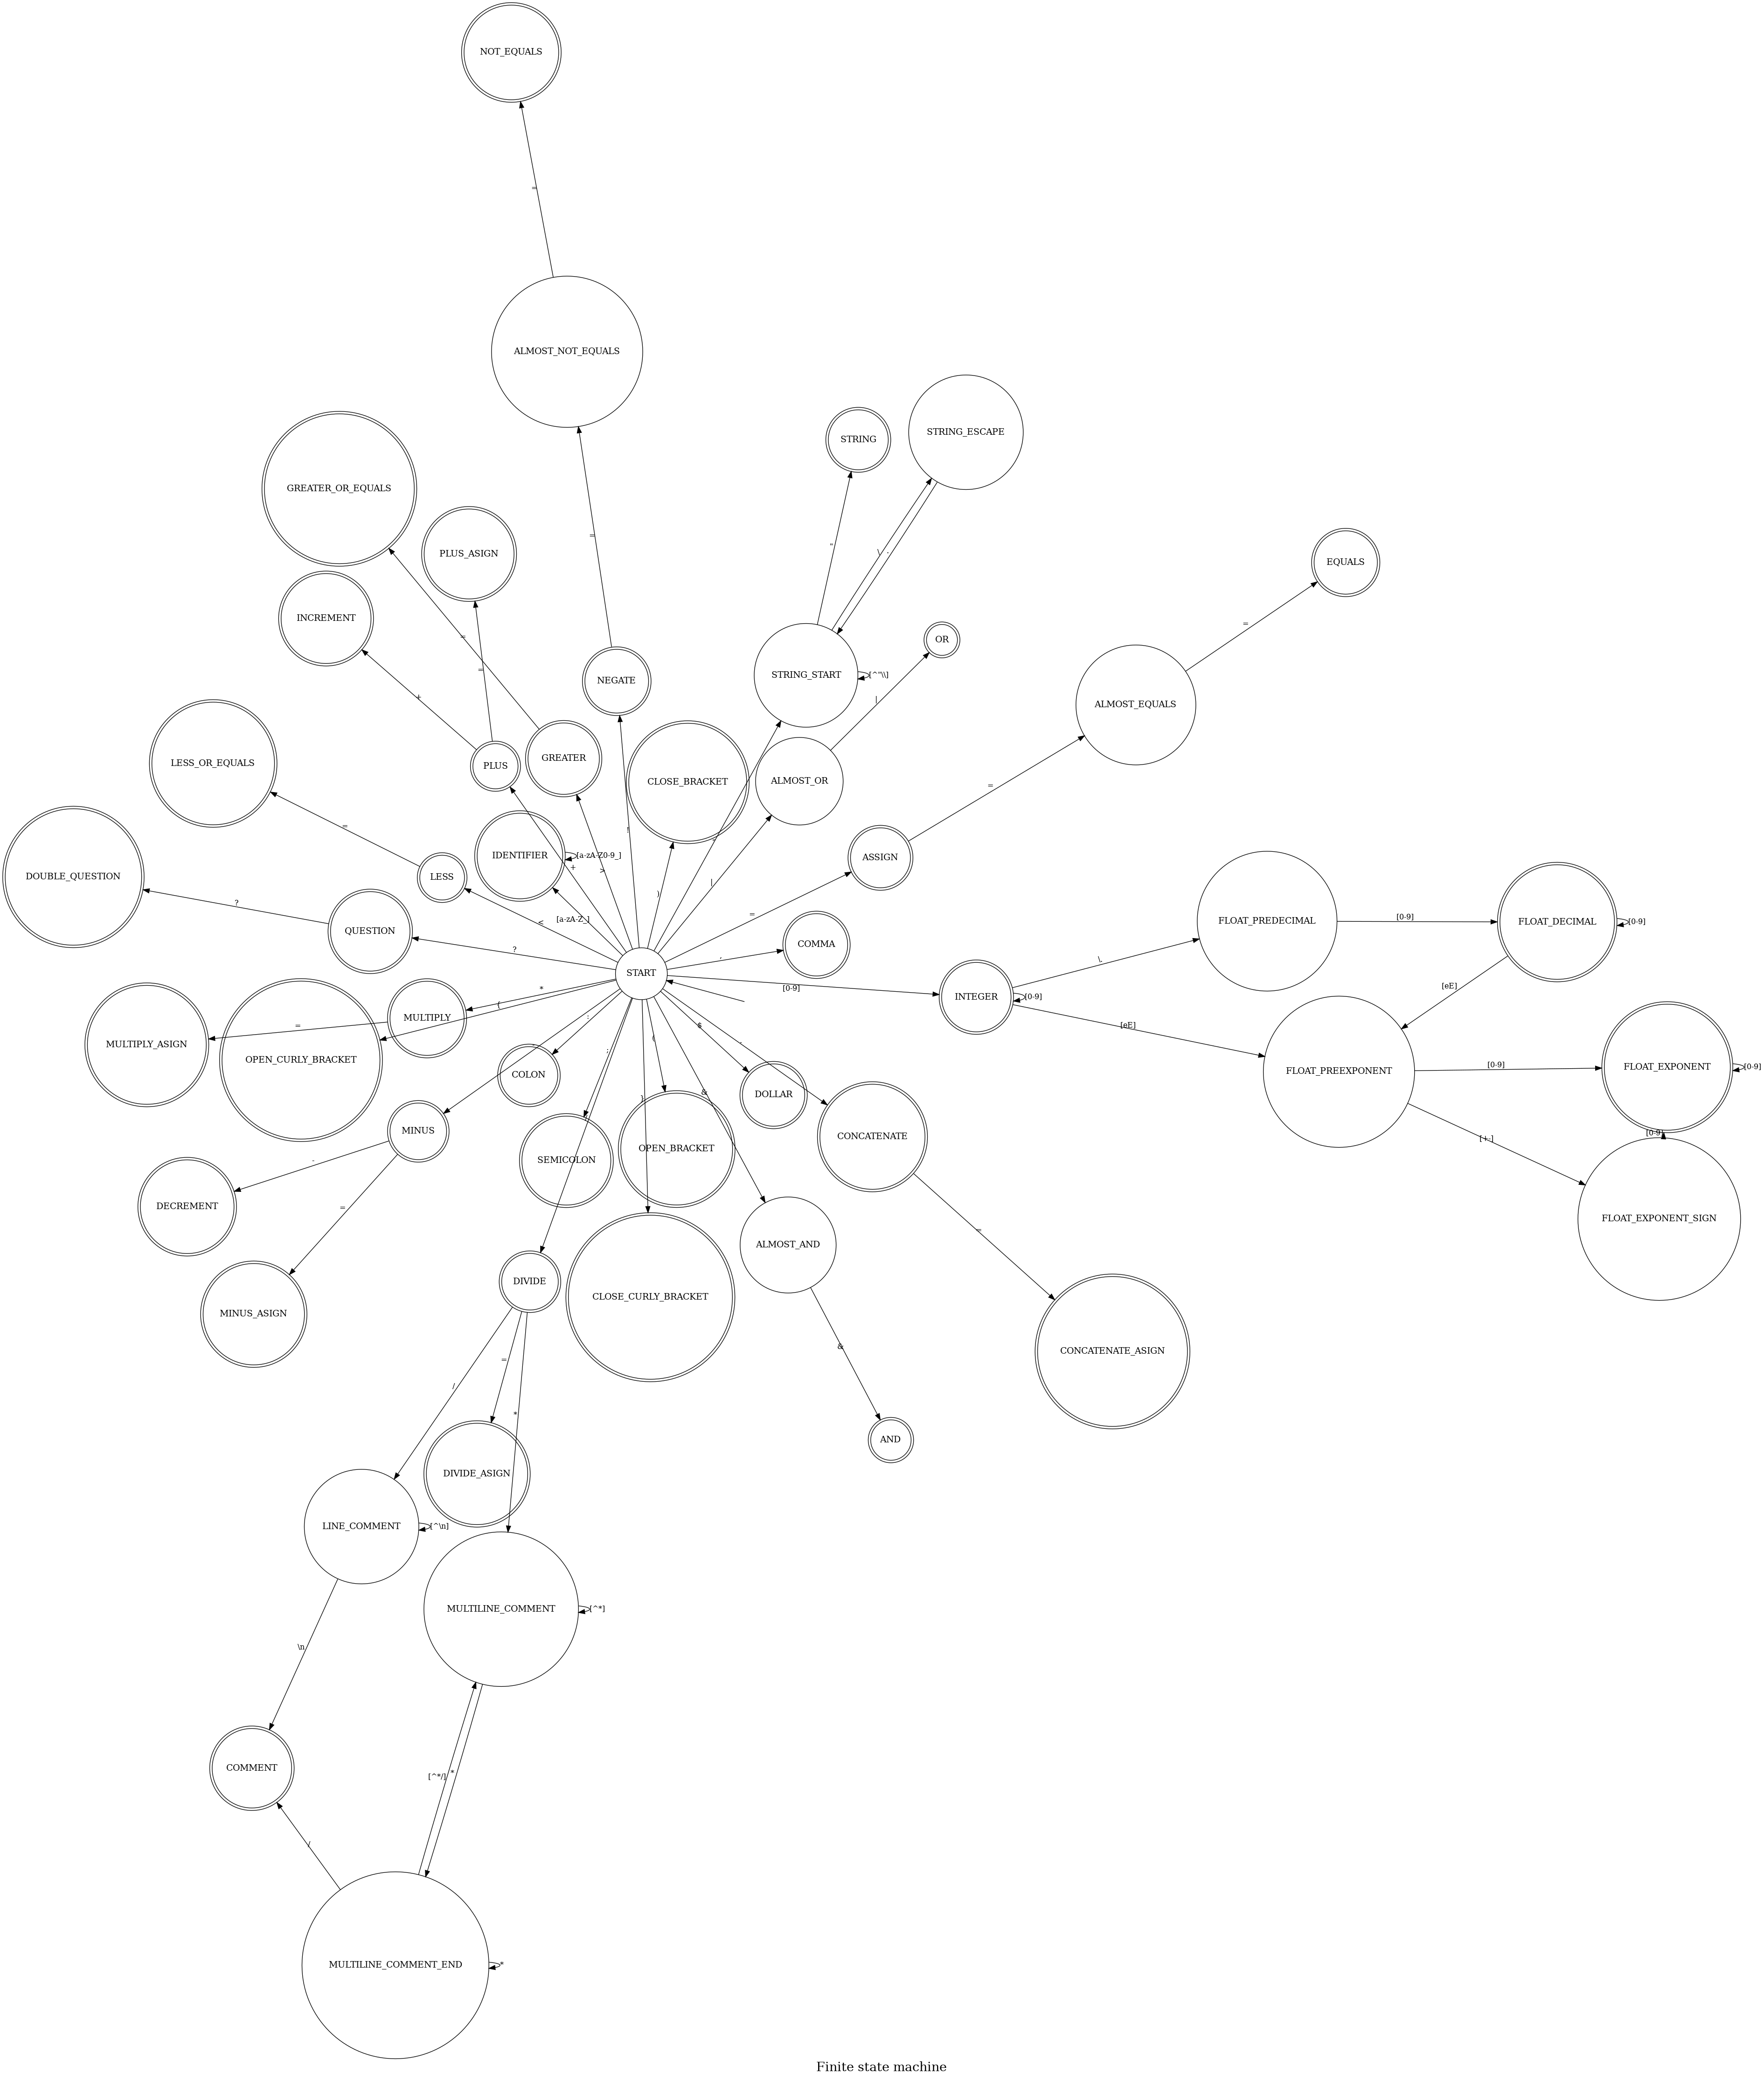 NOT_EQUALS
=
ALMOST_NOT_EQUALS
STRING_ESCAPE
STRING
GREATER_OR_EQUALS
=
"
\
.
PLUS_ASIGN
EQUALS
INCREMENT
=
=
=
OR
NEGATE
STRING_START
[^"\\]
+
|
ALMOST_EQUALS
LESS_OR_EQUALS
PLUS
GREATER
CLOSE_BRACKET
ALMOST_OR
=
=
!
IDENTIFIER
[a-zA-Z0-9_]
ASSIGN
DOUBLE_QUESTION
LESS
+
>
)
|
?
<
[a-zA-Z_]
=
FLOAT_PREDECIMAL
[0-9]
FLOAT_DECIMAL
[0-9]
QUESTION
?
COMMA
,
START
\.
[eE]
*
{
[0-9]
INTEGER
[0-9]
MULTIPLY
:
=
$
[eE]
MULTIPLY_ASIGN
OPEN_CURLY_BRACKET
;
(
.
COLON
FLOAT_PREEXPONENT
[0-9]
FLOAT_EXPONENT
[0-9]
}
&
DOLLAR
MINUS
CONCATENATE
[+-]
[0-9]
-
SEMICOLON
OPEN_BRACKET
DECREMENT
=
FLOAT_EXPONENT_SIGN
=
ALMOST_AND
DIVIDE
CLOSE_CURLY_BRACKET
MINUS_ASIGN
&
CONCATENATE_ASIGN
/
=
*
AND
DIVIDE_ASIGN
LINE_COMMENT
[^\n]
MULTILINE_COMMENT
[^*]
\n
COMMENT
[^*/]
*
/
MULTILINE_COMMENT_END
*
Finite state machine